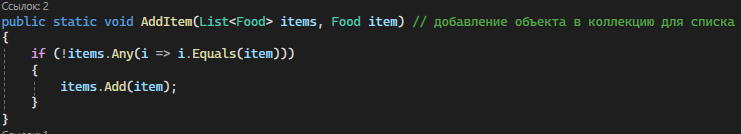 Ссылок: 2
public static void AddItem(List<Food> items, Food item) // добавление объекта в коллекцию для списка
{
if (!items.Any(i => i.Equals(item)))
{
items.Add(item);
}
}